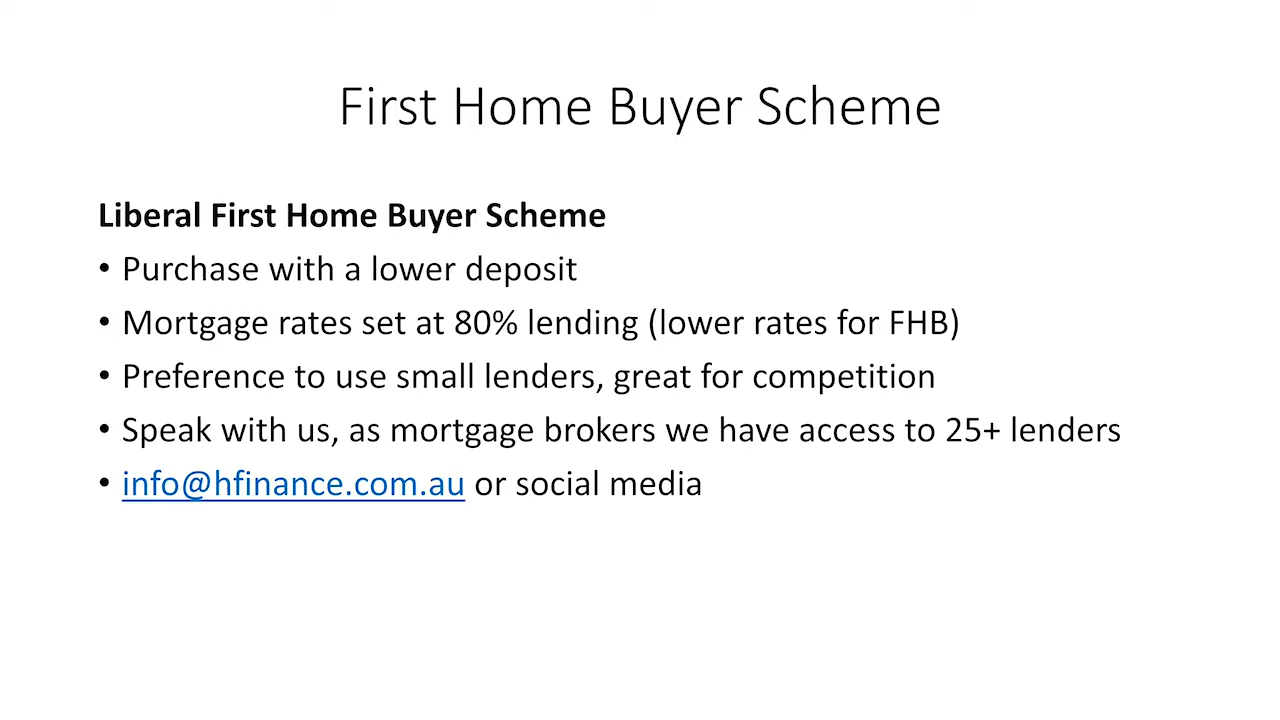 First Home Buyer Scheme
Liberal First Home Buyer Scheme
• Purchase with a lower deposit
• Mortgage rates set at 80% lending (lower rates for FHB)
• Preference to use small lenders, great for competition
• Speak with us, as mortgage brokers we have access to 25+ lenders
• info@hfinance.com.au or social media